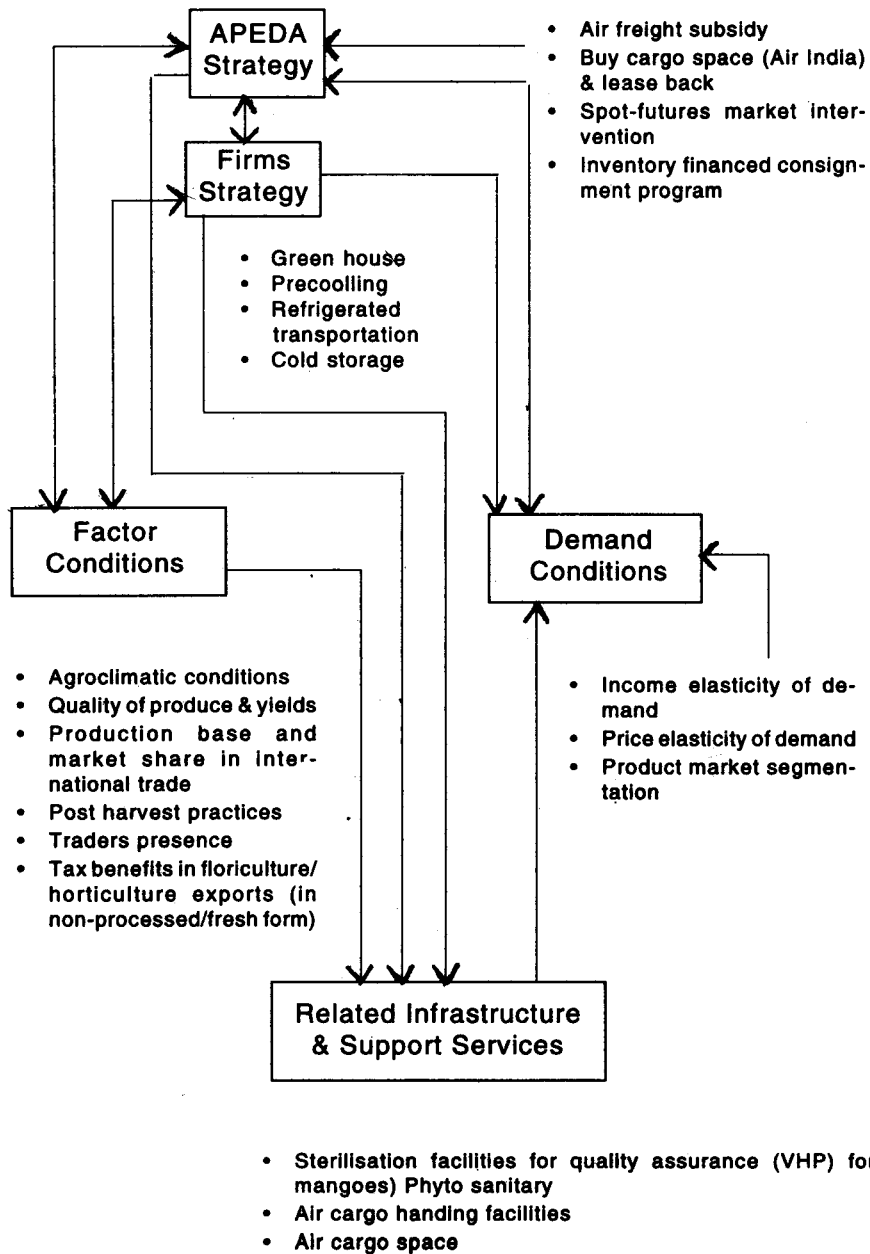 APEDA
Strategy
• Air freight subsidy
• Buy cargo space (Air India)
& lease back
• Spot-futures market inter-
vention
• Inventory financed consign-
ment program
Firms
Strategy
• Green house
• Precoolling
• Refrigerated
transportation
• Cold storage
Factor
Conditions
Demand
Conditions
• Agroclimatic conditions
• Quality of produce & yields
• Production base and
market share in inter-
national trade
• Post harvest practices
• Traders presence
• Tax benefits in floriculture/
horticulture exports (in
non-processed/fresh form)
• Income elasticity of de-
mand
• Price elasticity of demand
• Product market segmen-
tation
Related Infrastructure
& Support Services
• Sterilisation facilities for quality assurance (VHP) for
mangoes) Phyto sanitary
• Air cargo handing facilities
• Air cargo space